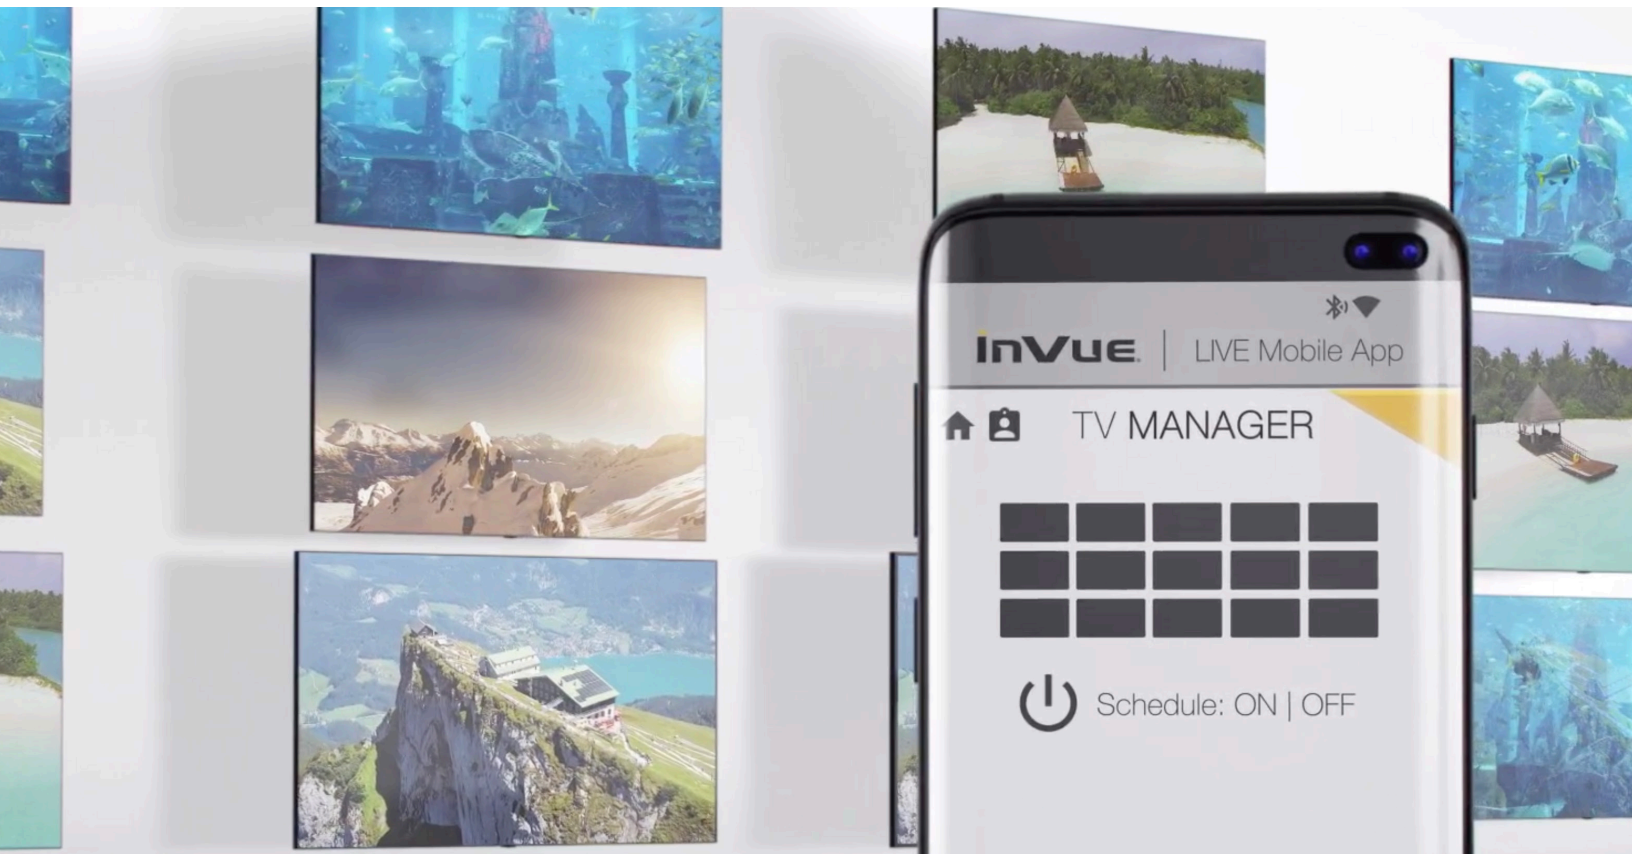 inVue | LIVE Mobile App
TV MANAGER
Schedule: ON | OFF